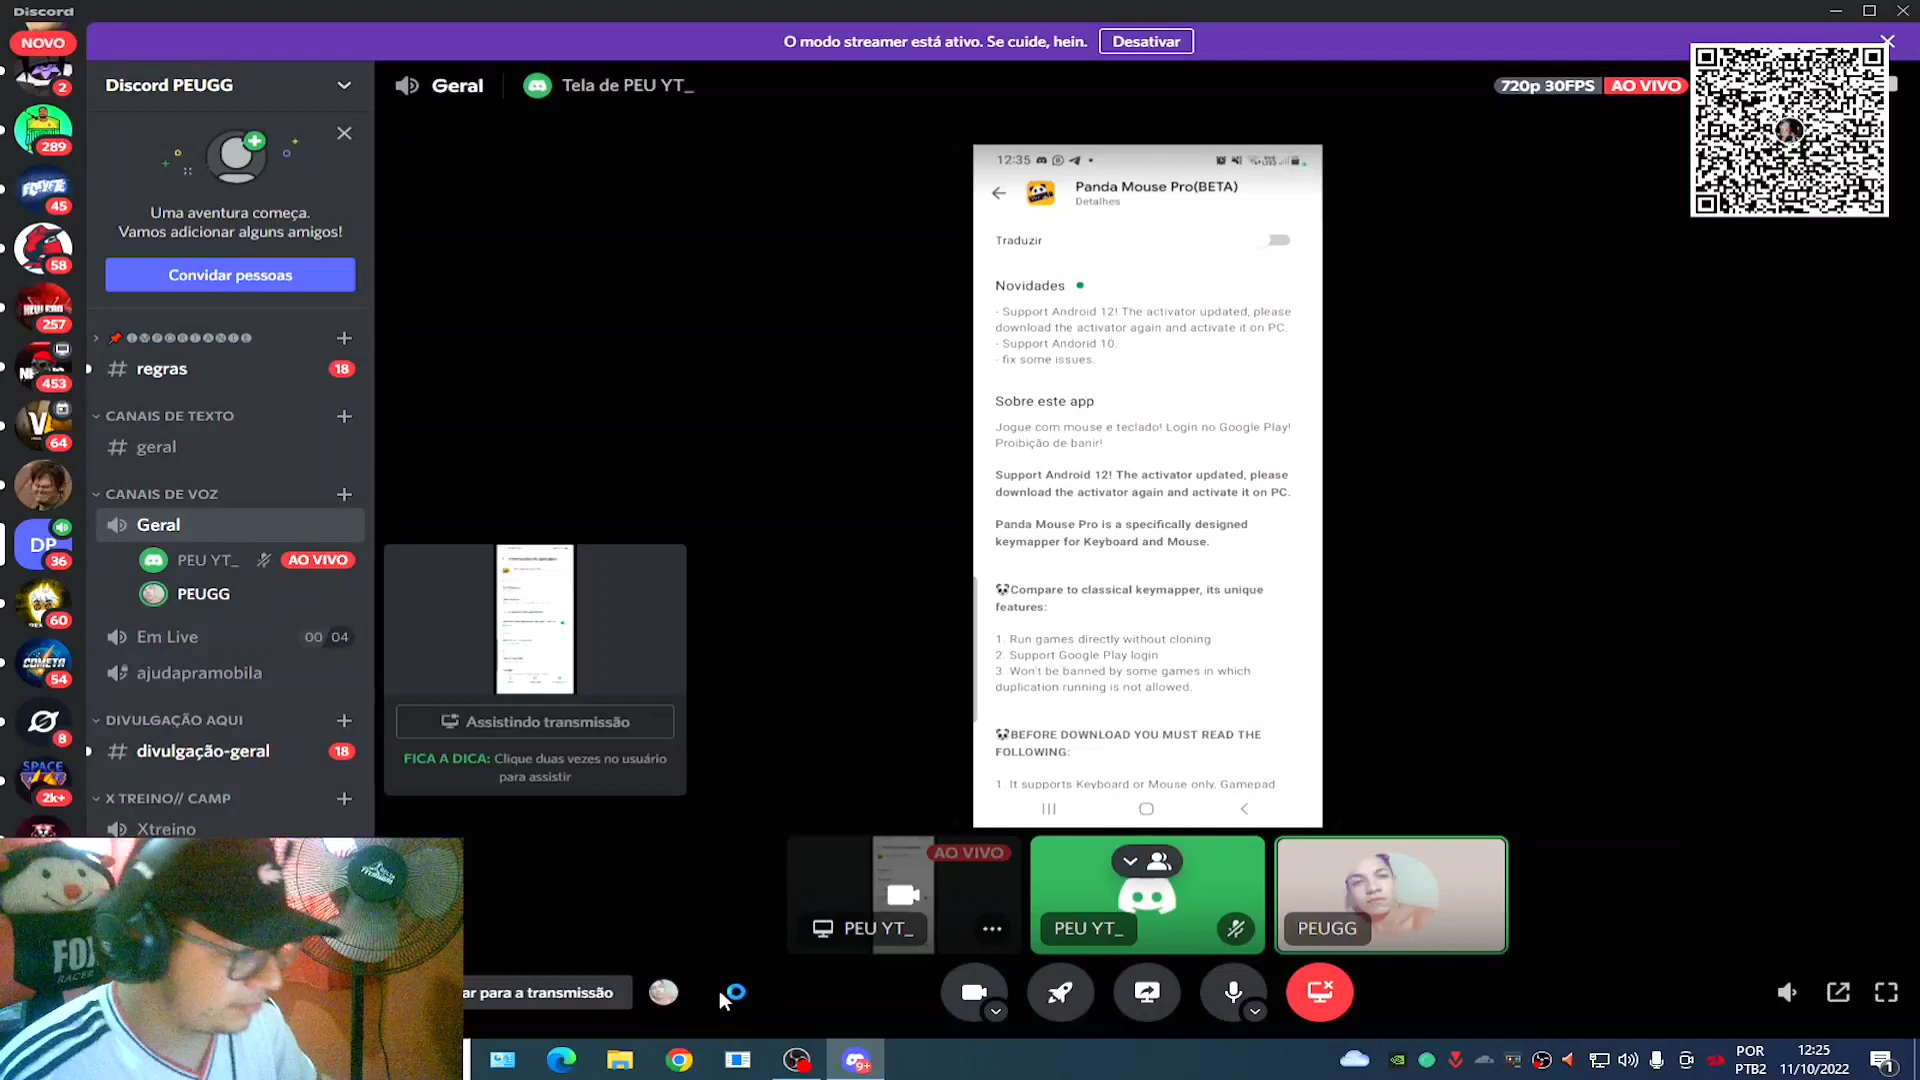 Discord
NOVO
O modo streamer está ativo. Se cuide, hein.
Desativar
Discord PEUGG
Geral
Tela de PEU YT_
720p 30FPS
AO VIVO
2
289
45
58
257
453
64
DP
36
60
COMETA
54
8
SPACE
2k+
Uma aventura começa.
Vamos adicionar alguns amigos!
Convidar pessoas
IMPORTANTE
regras
18
CANAIS DE TEXTO
geral
CANAIS DE VOZ
Geral
PEU YT_
AO VIVO
PEUGG
Em Live
00 04
ajudapramobila
DIVULGAÇÃO AQUI
divulgação-geral
18
X TREINO// CAMP
Xtreino
Assistindo transmissão
FICA A DICA: Clique duas vezes no usuário
para assistir
12:35
Panda Mouse Pro(BETA)
Detalhes
Traduzir
Novidades
- Support Android 12! The activator updated, please
download the activator again and activate it on PC.
- Support Andorid 10.
- fix some issues.
Sobre este app
Jogue com mouse e teclado! Login no Google Play!
Proibição de banir!
Support Android 12! The activator updated, please
download the activator again and activate it on PC.
Panda Mouse Pro is a specifically designed
keymapper for Keyboard and Mouse.
Compare to classical keymapper, its unique
features:
1. Run games directly without cloning
2. Support Google Play login
3. Won't be banned by some games in which
duplication running is not allowed.
BEFORE DOWNLOAD YOU MUST READ THE
FOLLOWING:
1. It supports Keyboard or Mouse only, Gamepad
AO VIVO
PEU YT_
PEU YT_
PEUGG
ar para a transmissão
FOX
RACER
9+
POR
PTB2
12:25
11/10/2022
1